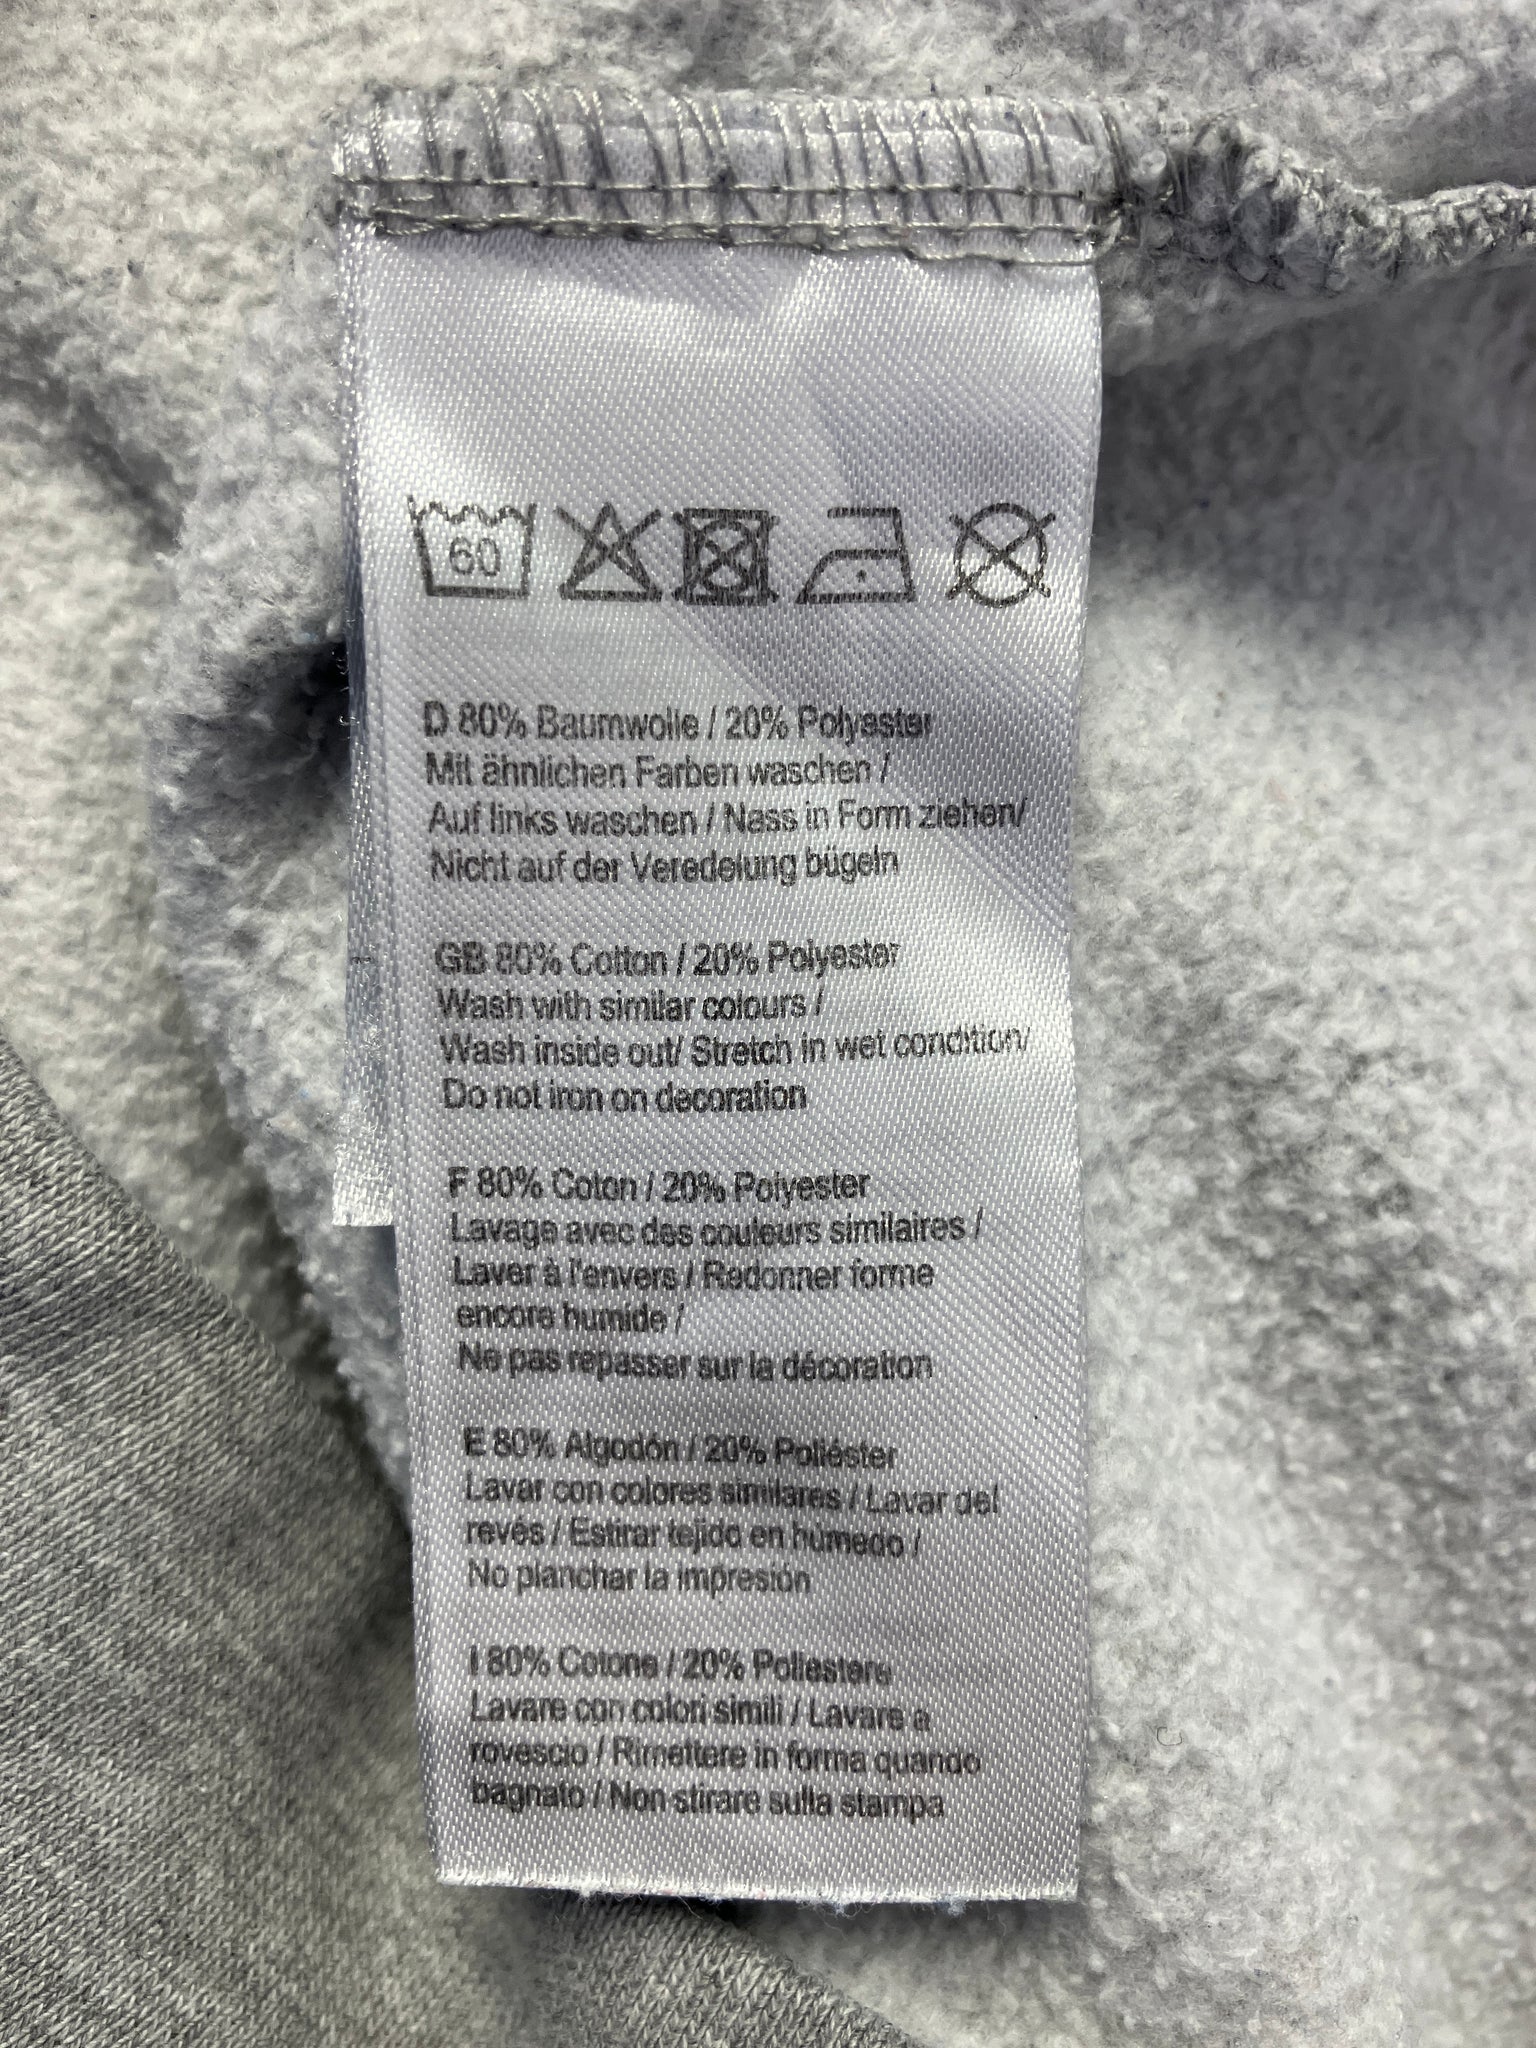 60
D 80% Baumwolle / 20% Polyester
Mit ähnlichen Farben waschen /
Auf links waschen / Nass in Form ziehen/
Nicht auf der Veredelung bügeln
GB 80% Cotton / 20% Polyester
Wash with similar colours /
Wash inside out/ Stretch in wet condition/
Do not iron on decoration
F 80% Coton / 20% Polyester
Lavage avec des couleurs similaires /
Laver à l'envers / Redonner forme
encore humide /
Ne pas repasser sur la décoration
E 80% Algodón / 20% Poliéster
Lavar con colores similares / Lavar del
revés / Estirar tejido en húmedo /
No planchar la impresión
I 80% Cotone / 20% Poliestere
Lavare con colori simili / Lavare a
rovescio / Rimettere in forma quando
bagnato / Non stirare sulla stampa